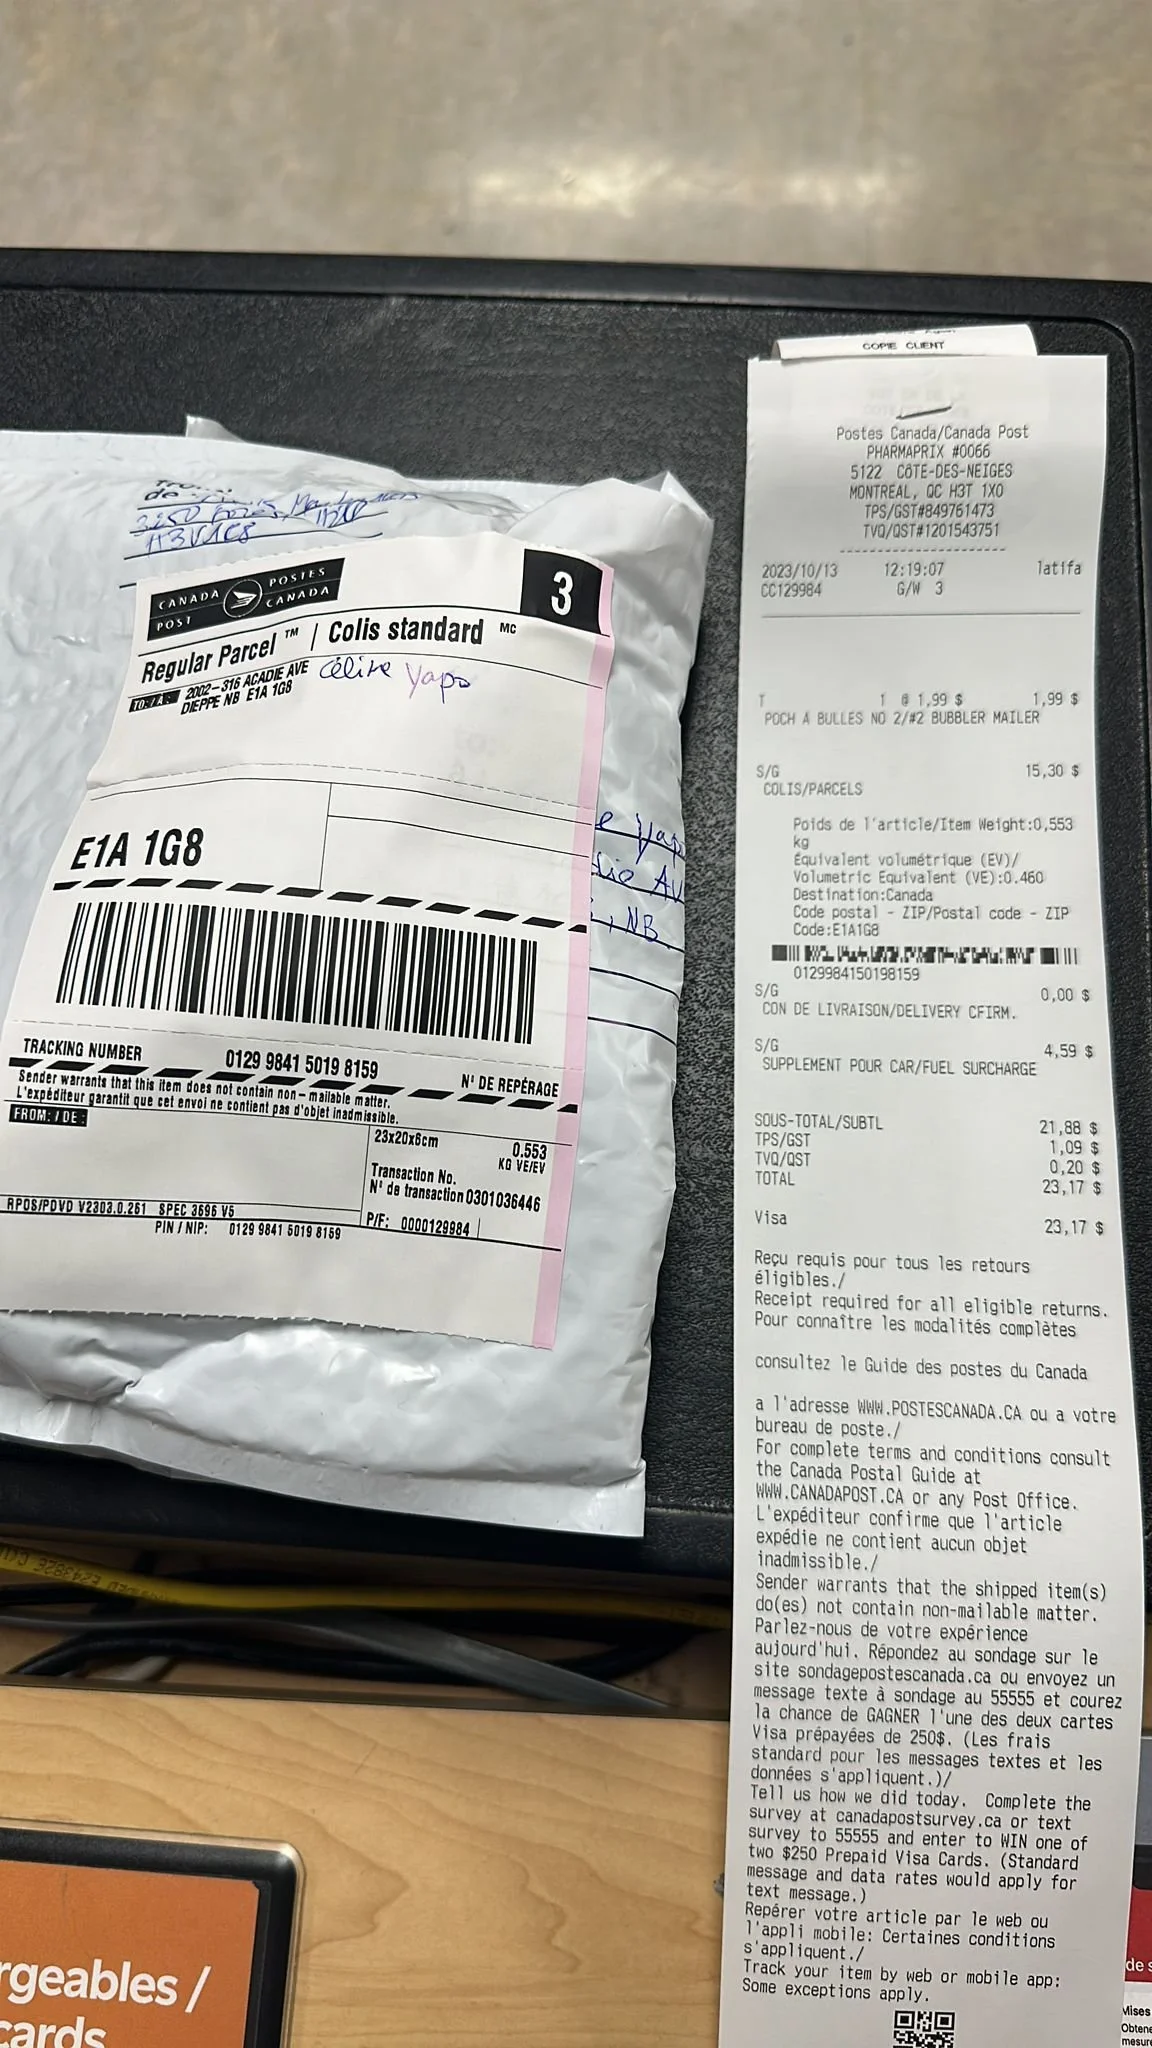 de
3250
H3V1C8
CANADA POST
POSTES CANADA
3
Regular Parcel ™ | Colis standard MC
TO: / A: 2002-316 ACADIE AVE
DIEPPE NB E1A 1G8
Yapo
E1A 1G8
e Yapo
die AV
, NB
TRACKING NUMBER 0129 9841 5019 8159 N° DE REPÉRAGE
Sender warrants that this item does not contain non-mailable matter.
L'expéditeur garantit que cet envoi ne contient pas d'objet inadmissible.
FROM: / DE:
23x20x6cm 0.553
KG VE/EV
Transaction No.
N° de transaction 0301036446
RPOS/PDVD V2303.0.261 SPEC 3696 V5
P/F: 0000129984
PIN / NIP: 0129 9841 5019 8159
COPIE CLIENT
Postes Canada/Canada Post
PHARMAPRIX #0066
5122 CÔTE-DES-NEIGES
MONTREAL, QC H3T 1X0
TPS/GST#849761473
TVQ/QST#1201543751
2023/10/13 12:19:07 latifa
CC129984 G/W 3
T 1 @ 1,99 $ 1,99 $
POCH À BULLES NO 2/#2 BUBBLER MAILER
S/G 15,30 $
COLIS/PARCELS
Poids de l'article/Item Weight:0,553
kg
Équivalent volumétrique (EV)/
Volumetric Equivalent (VE):0.460
Destination:Canada
Code postal - ZIP/Postal code - ZIP
Code:E1A1G8
0129984150198159
S/G 0,00 $
CON DE LIVRAISON/DELIVERY CFIRM.
S/G 4,59 $
SUPPLEMENT POUR CAR/FUEL SURCHARGE
SOUS-TOTAL/SUBTL 21,88 $
TPS/GST 1,09 $
TVQ/QST 0,20 $
TOTAL 23,17 $
Visa 23,17 $
Reçu requis pour tous les retours
éligibles./
Receipt required for all eligible returns.
Pour connaître les modalités complètes
consultez le Guide des postes du Canada
a l'adresse WWW.POSTESCANADA.CA ou a votre
bureau de poste./
For complete terms and conditions consult
the Canada Postal Guide at
WWW.CANADAPOST.CA or any Post Office.
L'expéditeur confirme que l'article
expédie ne contient aucun objet
inadmissible./
Sender warrants that the shipped item(s)
do(es) not contain non-mailable matter.
Parlez-nous de votre expérience
aujourd'hui. Répondez au sondage sur le
site sondagepostescanada.ca ou envoyez un
message texte à sondage au 55555 et courez
la chance de GAGNER l'une des deux cartes
Visa prépayées de 250$. (Les frais
standard pour les messages textes et les
données s'appliquent.)/
Tell us how we did today. Complete the
survey at canadapostsurvey.ca or text
survey to 55555 and enter to WIN one of
two $250 Prepaid Visa Cards. (Standard
message and data rates would apply for
text message.)
Repérer votre article par le web ou
l'appli mobile: Certaines conditions
s'appliquent./
Track your item by web or mobile app:
Some exceptions apply.
rgeables /
cards
de s
Mises
Obtene
mesure